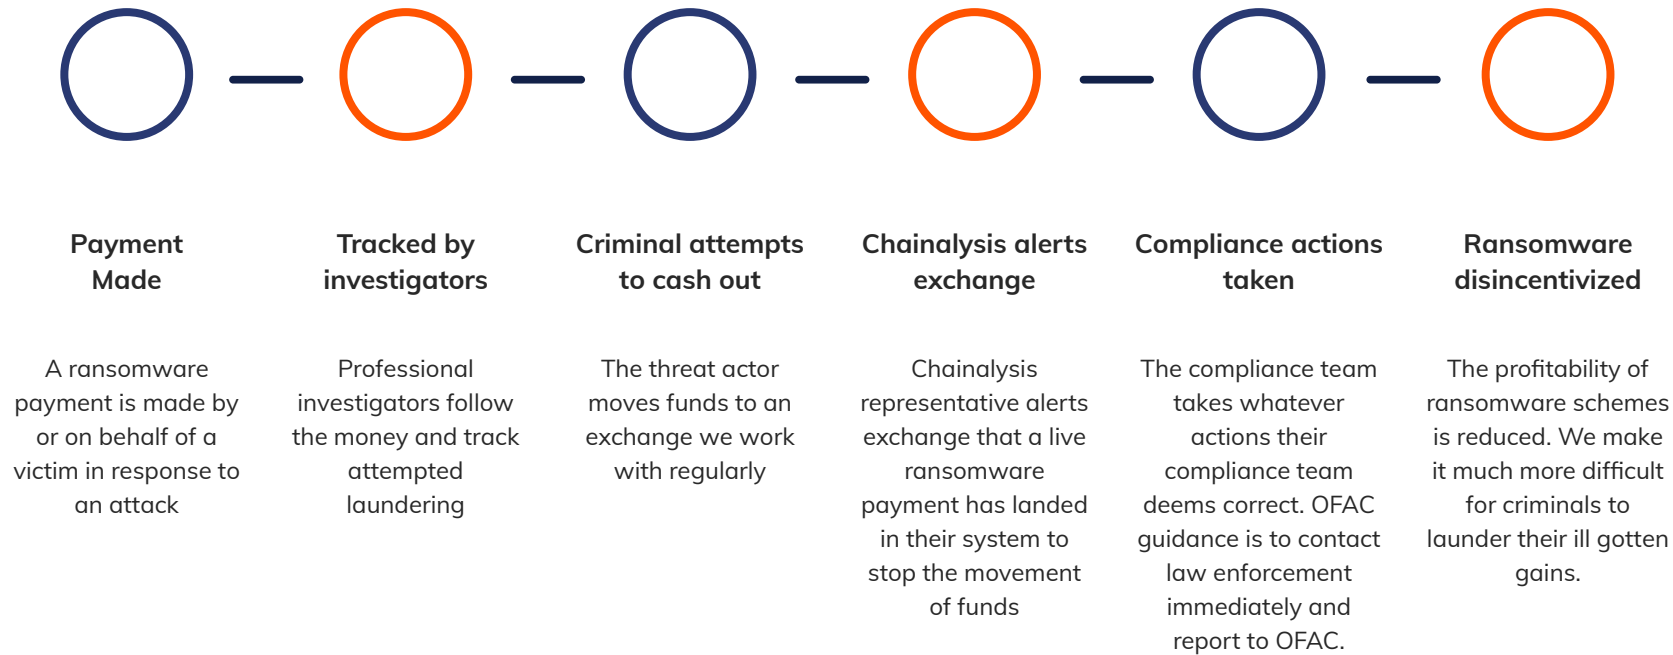 Payment
Made
A ransomware
payment is made by
or on behalf of a
victim in response to
an attack
Tracked by
investigators
Professional
investigators follow
the money and track
attempted
laundering
Criminal attempts
to cash out
The threat actor
moves funds to an
exchange we work
with regularly
Chainalysis alerts
exchange
Chainalysis
representative alerts
exchange that a live
ransomware
payment has landed
in their system to
stop the movement
of funds
Compliance actions
taken
The compliance team
takes whatever
actions their
compliance team
deems correct. OFAC
guidance is to contact
law enforcement
immediately and
report to OFAC.
Ransomware
disincentivized
The profitability of
ransomware schemes
is reduced. We make
it much more difficult
for criminals to
launder their ill gotten
gains.